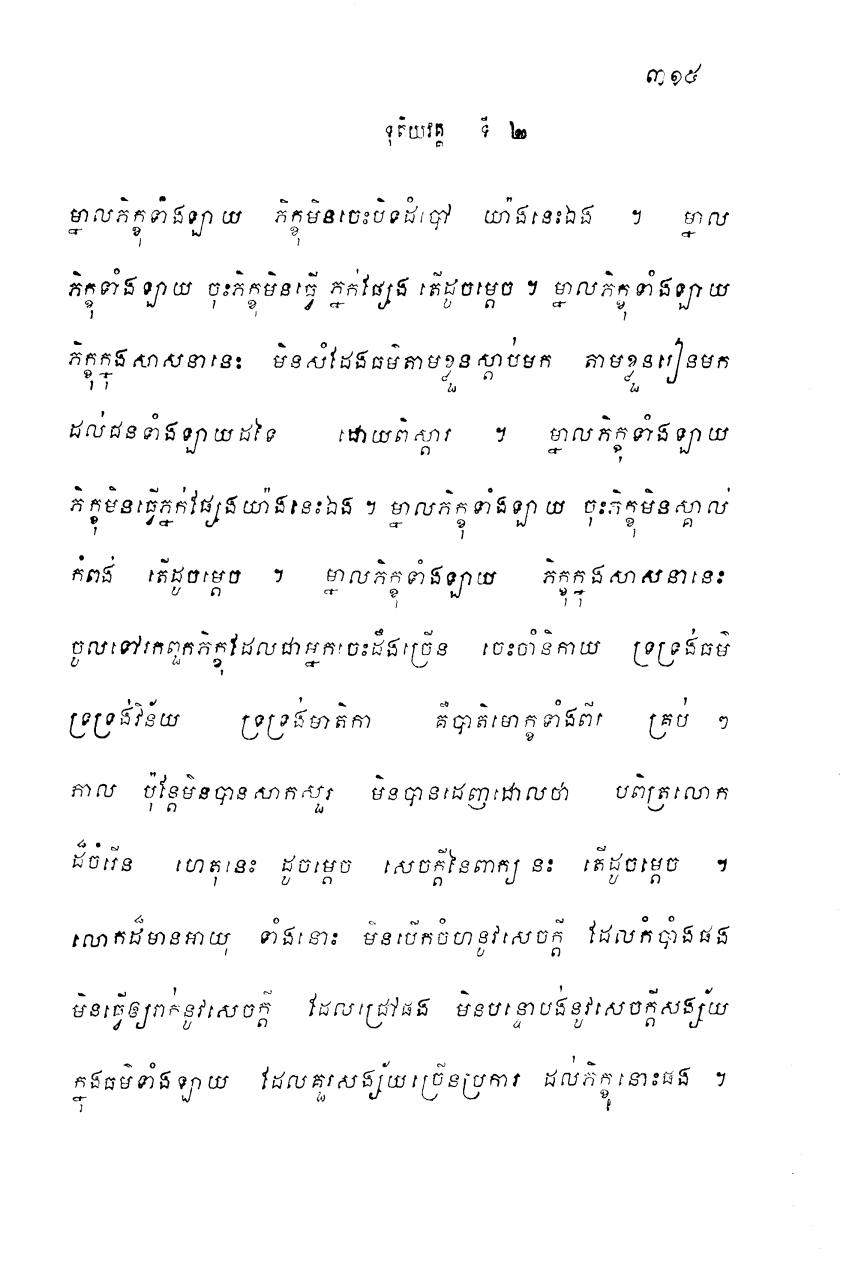 ៣១៥
ទុតិយវគ្គ ទី ២
ម្នាលភិក្ខុទាំងឡាយ ភិក្ខុមិនចេះបិទដំបៅ យ៉ាងនេះឯង ។ ម្នាល
ភិក្ខុទាំងឡាយ ចុះភិក្ខុមិនធ្វើ ភ្នក់ផ្សែង តើដូចម្តេច ។ ម្នាលភិក្ខុទាំងឡាយ
ភិក្ខុក្នុងសាសនានេះ មិនសំដែងធម៌តាមខ្លួនស្តាប់មក តាមខ្លួនរៀនមក
ដល់ជនទាំងឡាយដទៃ ដោយពិស្តារ ។ ម្នាលភិក្ខុទាំងឡាយ
ភិក្ខុមិនធ្វើភ្នក់ផ្សែងយ៉ាងនេះឯង ។ ម្នាលភិក្ខុទាំងឡាយ ចុះភិក្ខុមិនស្គាល់
កំពង់ តើដូចម្តេច ។ ម្នាលភិក្ខុទាំងឡាយ ភិក្ខុក្នុងសាសនានេះ
ចូលទៅរកពួកភិក្ខុដែលជាអ្នកចេះដឹងច្រើន ចេះចាំនិកាយ ទ្រទ្រង់ធម៌
ទ្រទ្រង់វិន័យ ទ្រទ្រង់មាតិកា គឺបាតិមោក្ខទាំងពីរ គ្រប់ ៗ
កាល ប៉ុន្តែមិនបានសាកសួរ មិនបានដេញដោលថា បពិត្រលោក
ដ៏ចំរើន ហេតុនេះ ដូចម្តេច សេចក្តីនៃពាក្យ នះ តើដូចម្តេច ។
លោកដ៏មានអាយុ ទាំងនោះ មិនបើកចំហនូវសេចក្តី ដែលកំបាំងផង
មិនធ្វើឲ្យរាក់នូវសេចក្តី ដែលជ្រៅផង មិនបន្ទោបង់នូវសេចក្តីសង្ស័យ
ក្នុងធម៌ទាំងឡាយ ដែលគួរសង្ស័យច្រើនប្រការ ដល់ភិក្ខុនោះផង ។